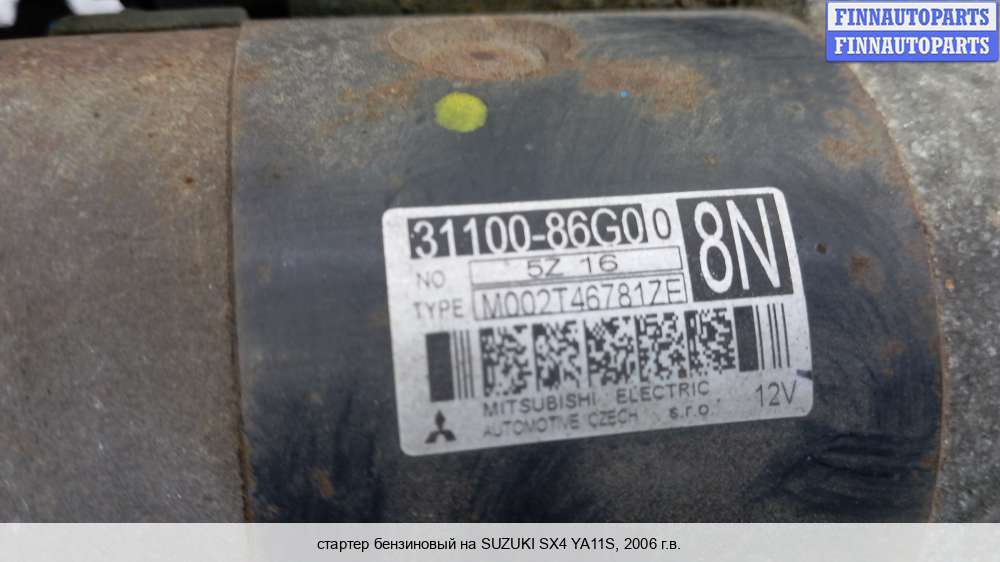 FINNAUTOPARTS
FINNAUTOPARTS
31100-86G00
8N
NO 5Z 16
TYPE M002T46781ZE
MITSUBISHI ELECTRIC
AUTOMOTIVE CZECH s.r.o.
12V
стартер бензиновый на SUZUKI SX4 YA11S, 2006 г.в.